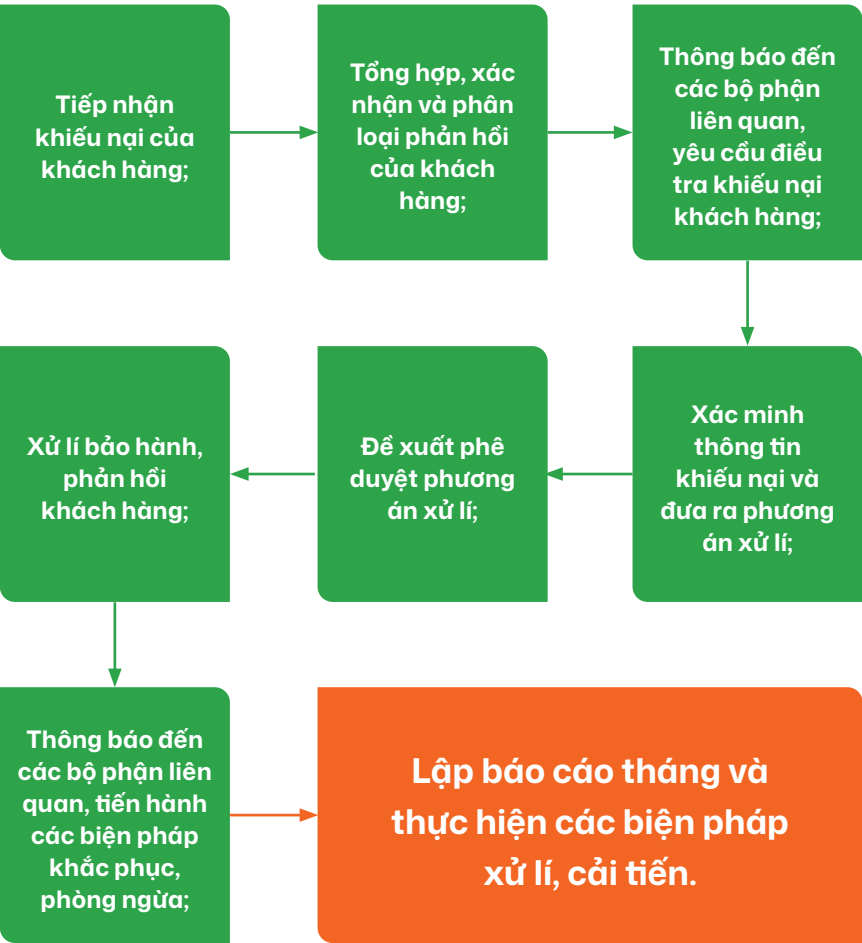 Tiếp nhận
khiếu nại của
khách hàng;
Tổng hợp, xác
nhận và phân
loại phản hồi
của khách
hàng;
Thông báo đến
các bộ phận
liên quan,
yêu cầu điều
tra khiếu nại
khách hàng;
Xác minh
thông tin
khiếu nại và
đưa ra phương
án xử lí;
Đề xuất phê
duyệt phương
án xử lí;
Xử lí bảo hành,
phản hồi
khách hàng;
Thông báo đến
các bộ phận liên
quan, tiến hành
các biện pháp
khắc phục,
phòng ngừa;
Lập báo cáo tháng và
thực hiện các biện pháp
xử lí, cải tiến.